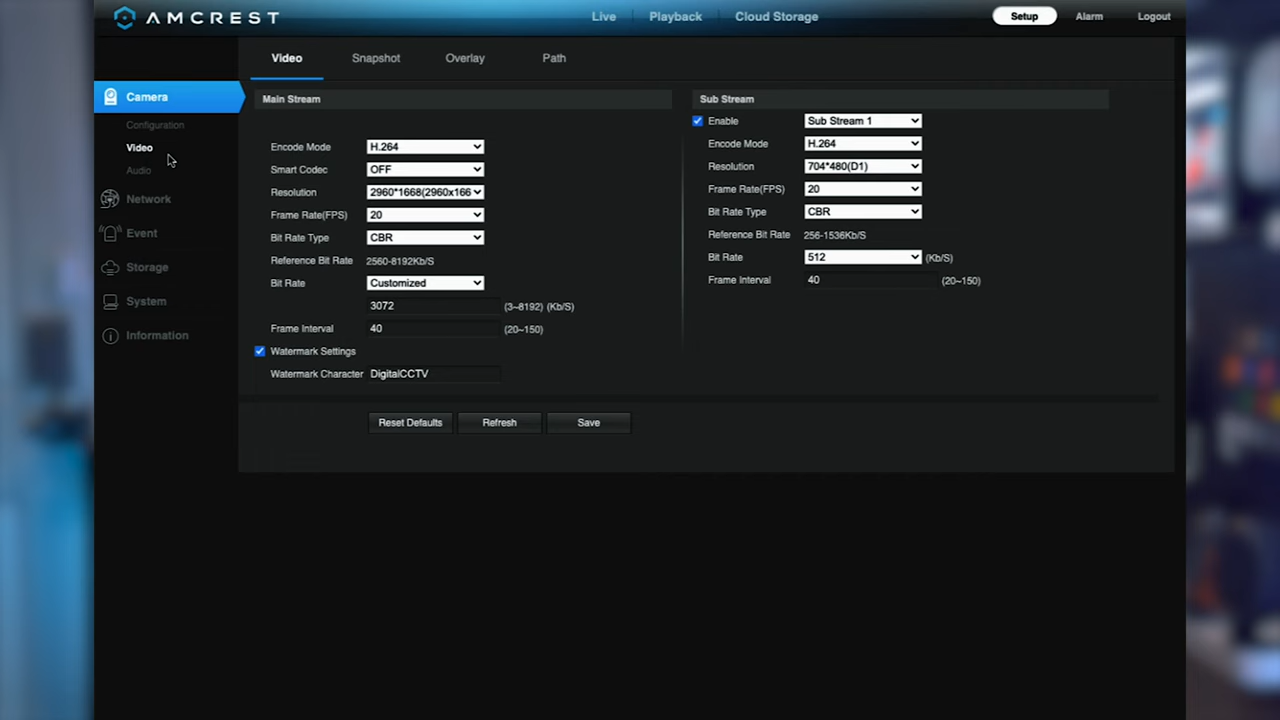 AMCREST
Live Playback Cloud Storage Setup Alarm Logout
Video Snapshot Overlay Path
Camera
Configuration
Video
Audio
Network
Event
Storage
System
Information
Main Stream
Encode Mode H.264
Smart Codec OFF
Resolution 2960*1668(2960x166
Frame Rate(FPS) 20
Bit Rate Type CBR
Reference Bit Rate 2560-8192Kb/S
Bit Rate Customized
3072 (3~8192) (Kb/S)
Frame Interval 40 (20~150)
Watermark Settings
Watermark Character DigitalCCTV
Reset Defaults Refresh Save
Sub Stream
Enable Sub Stream 1
Encode Mode H.264
Resolution 704*480(D1)
Frame Rate(FPS) 20
Bit Rate Type CBR
Reference Bit Rate 256-1536Kb/S
Bit Rate 512 (Kb/S)
Frame Interval 40 (20~150)